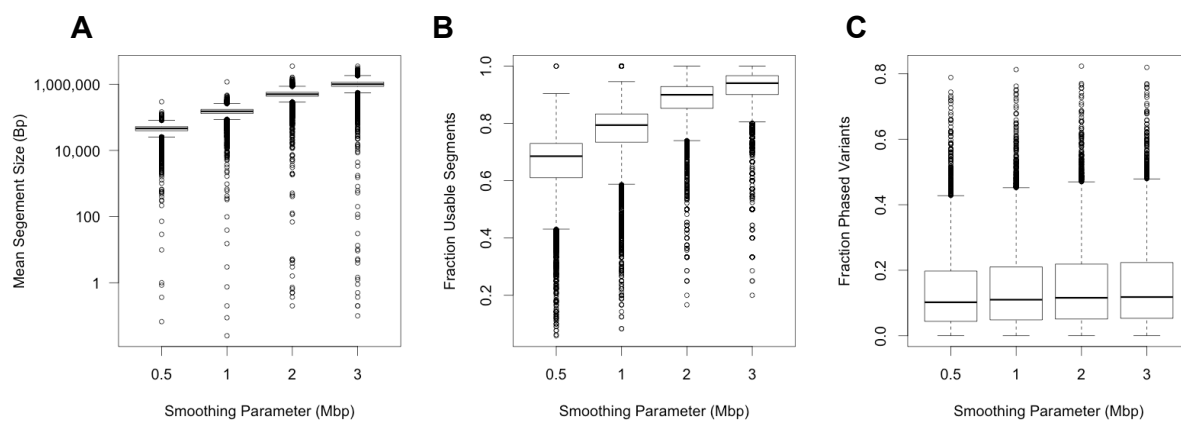 A
Mean Segement Size (Bp)
1,000,000
10,000
100
1
0.5 1 2 3
Smoothing Parameter (Mbp)
B
Fraction Usable Segments
1.0
0.8
0.6
0.4
0.2
0.5 1 2 3
Smoothing Parameter (Mbp)
C
Fraction Phased Variants
0.8
0.6
0.4
0.2
0.0
0.5 1 2 3
Smoothing Parameter (Mbp)